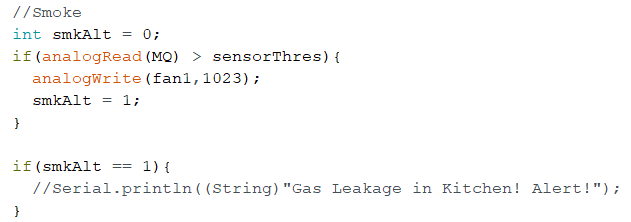 //Smoke
int smkAlt = 0;
if(analogRead(MQ) > sensorThres){
  analogWrite(fan1,1023);
  smkAlt = 1;
}

if(smkAlt == 1){
  //Serial.println((String)"Gas Leakage in Kitchen! Alert!");
}